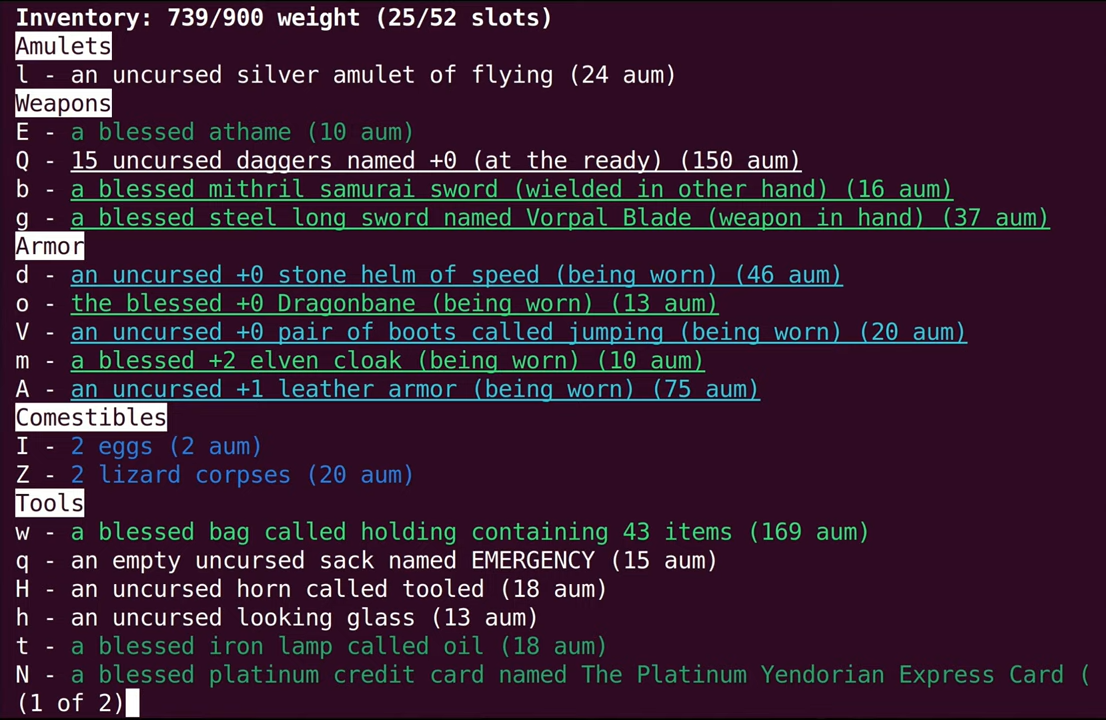 Inventory: 739/900 weight (25/52 slots)
Amulets
l - an uncursed silver amulet of flying (24 aum)
Weapons
E - a blessed athame (10 aum)
Q - 15 uncursed daggers named +0 (at the ready) (150 aum)
b - a blessed mithril samurai sword (wielded in other hand) (16 aum)
g - a blessed steel long sword named Vorpal Blade (weapon in hand) (37 aum)
Armor
d - an uncursed +0 stone helm of speed (being worn) (46 aum)
o - the blessed +0 Dragonbane (being worn) (13 aum)
V - an uncursed +0 pair of boots called jumping (being worn) (20 aum)
m - a blessed +2 elven cloak (being worn) (10 aum)
A - an uncursed +1 leather armor (being worn) (75 aum)
Comestibles
I - 2 eggs (2 aum)
Z - 2 lizard corpses (20 aum)
Tools
w - a blessed bag called holding containing 43 items (169 aum)
q - an empty uncursed sack named EMERGENCY (15 aum)
H - an uncursed horn called tooled (18 aum)
h - an uncursed looking glass (13 aum)
t - a blessed iron lamp called oil (18 aum)
N - a blessed platinum credit card named The Platinum Yendorian Express Card (
(1 of 2)